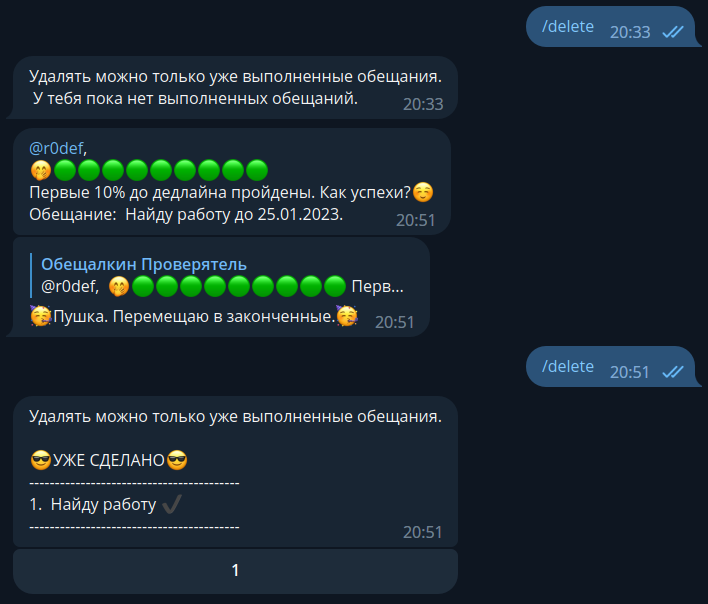 /delete 20:33
Удалять можно только уже выполненные обещания.
У тебя пока нет выполненных обещаний. 20:33
@r0def,
🤭🟢🟢🟢🟢🟢🟢🟢🟢🟢
Первые 10% до дедлайна пройдены. Как успехи?☺️
Обещание:  Найду работу до 25.01.2023. 20:51
Обещалкин Проверятель
@r0def, 🤭🟢🟢🟢🟢🟢🟢🟢🟢🟢 Перв...
🥳Пушка. Перемещаю в законченные.🥳 20:51
/delete 20:51
Удалять можно только уже выполненные обещания.
😎УЖЕ СДЕЛАНО😎
-----------------------------------------
1.  Найду работу ✔️
-----------------------------------------
20:51
1